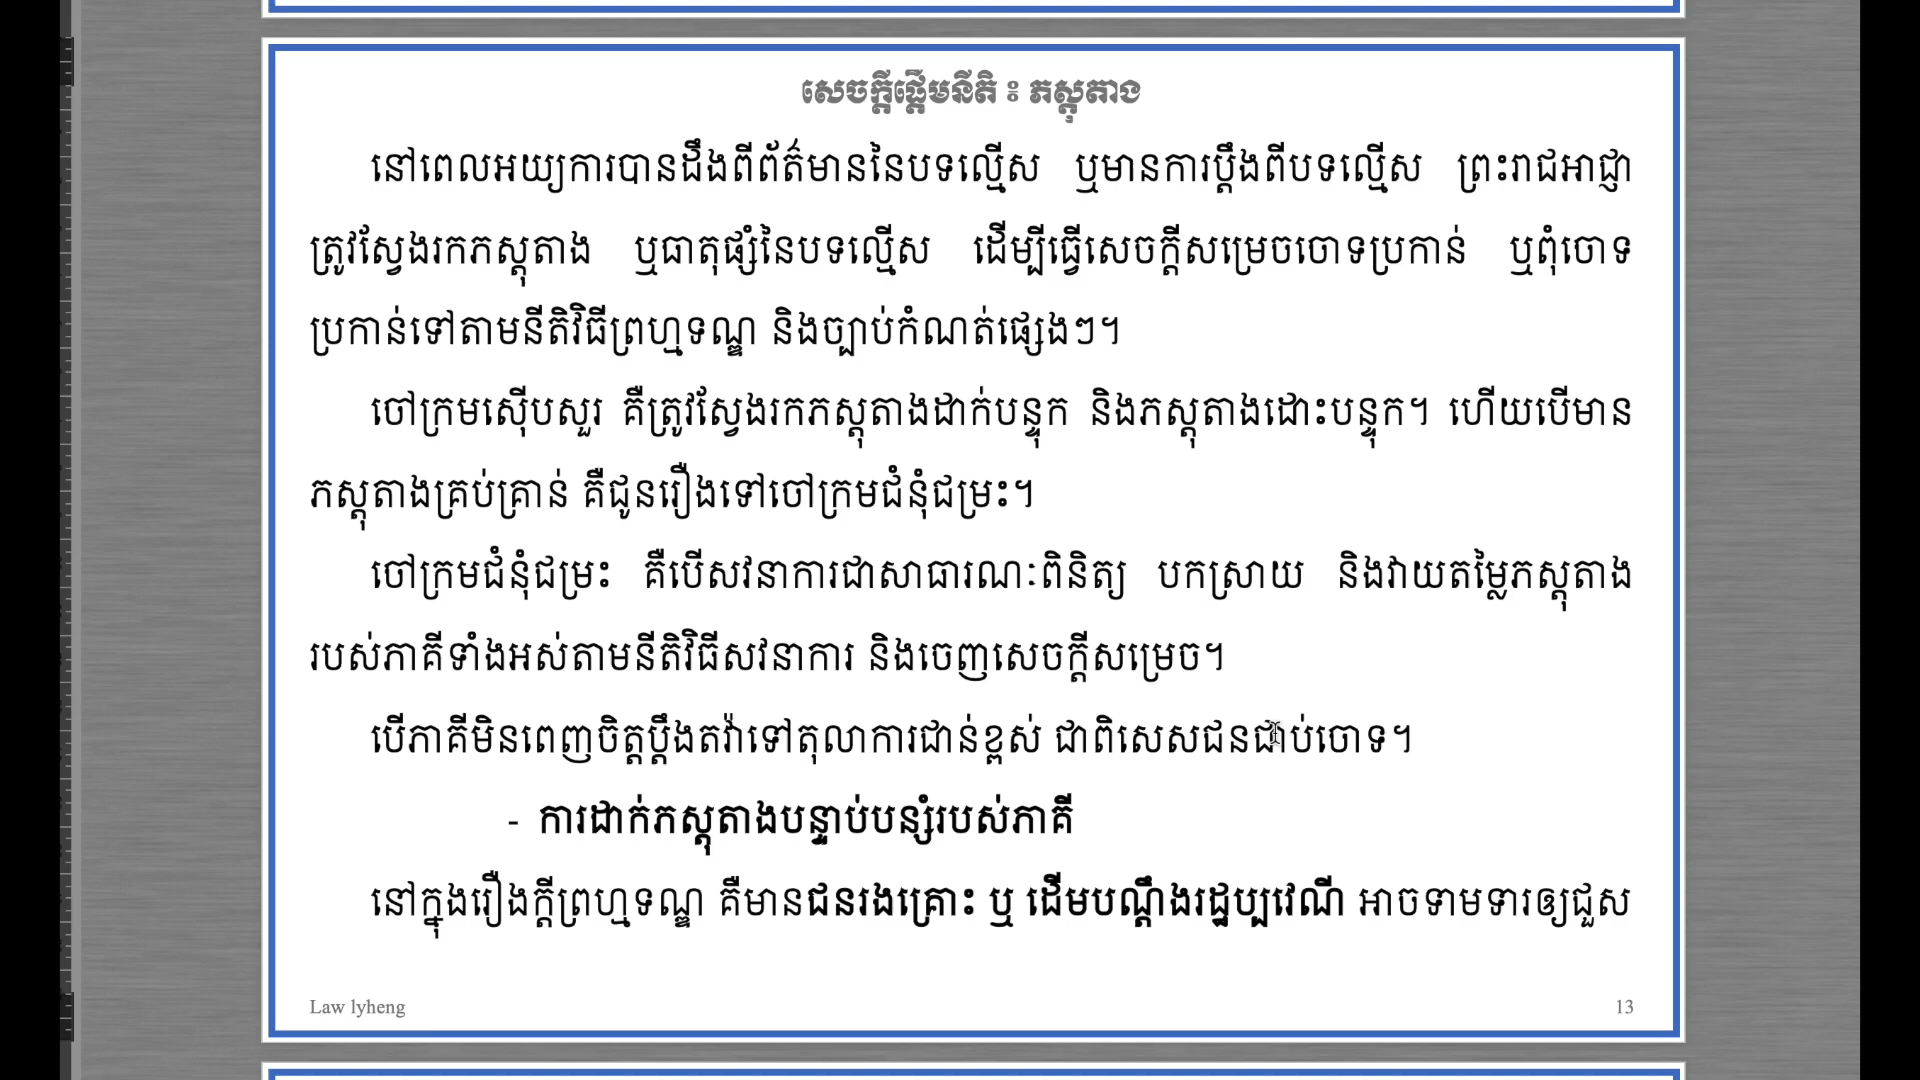 សេចក្តីផ្តើមនីតិ ៖ ភស្តុតាង
នៅពេលអយ្យការបានដឹងពីព័ត៌មាននៃបទល្មើស ឬមានការប្តឹងពីបទល្មើស ព្រះរាជអាជ្ញា
ត្រូវស្វែងរកភស្តុតាង ឬធាតុផ្សំនៃបទល្មើស ដើម្បីធ្វើសេចក្តីសម្រេចចោទប្រកាន់ ឬពុំចោទ
ប្រកាន់ទៅតាមនីតិវិធីព្រហ្មទណ្ឌ និងច្បាប់កំណត់ផ្សេងៗ។
ចៅក្រមស៊ើបសួរ គឺត្រូវស្វែងរកភស្តុតាងដាក់បន្ទុក និងភស្តុតាងដោះបន្ទុក។ ហើយបើមាន
ភស្តុតាងគ្រប់គ្រាន់ គឺជូនរឿងទៅចៅក្រមជំនុំជម្រះ។
ចៅក្រមជំនុំជម្រះ គឺបើសវនាការជាសាធារណៈពិនិត្យ បកស្រាយ និងវាយតម្លៃភស្តុតាង
របស់ភាគីទាំងអស់តាមនីតិវិធីសវនាការ និងចេញសេចក្តីសម្រេច។
បើភាគីមិនពេញចិត្តប្តឹងតវ៉ាទៅតុលាការជាន់ខ្ពស់ ជាពិសេសជនជាប់ចោទ។
- ការដាក់ភស្តុតាងបន្ទាប់បន្សំរបស់ភាគី
នៅក្នុងរឿងក្តីព្រហ្មទណ្ឌ គឺមានជនរងគ្រោះ ឬ ដើមបណ្តឹងរដ្ឋប្បវេណី អាចទាមទារឲ្យជួស
Law lyheng
13